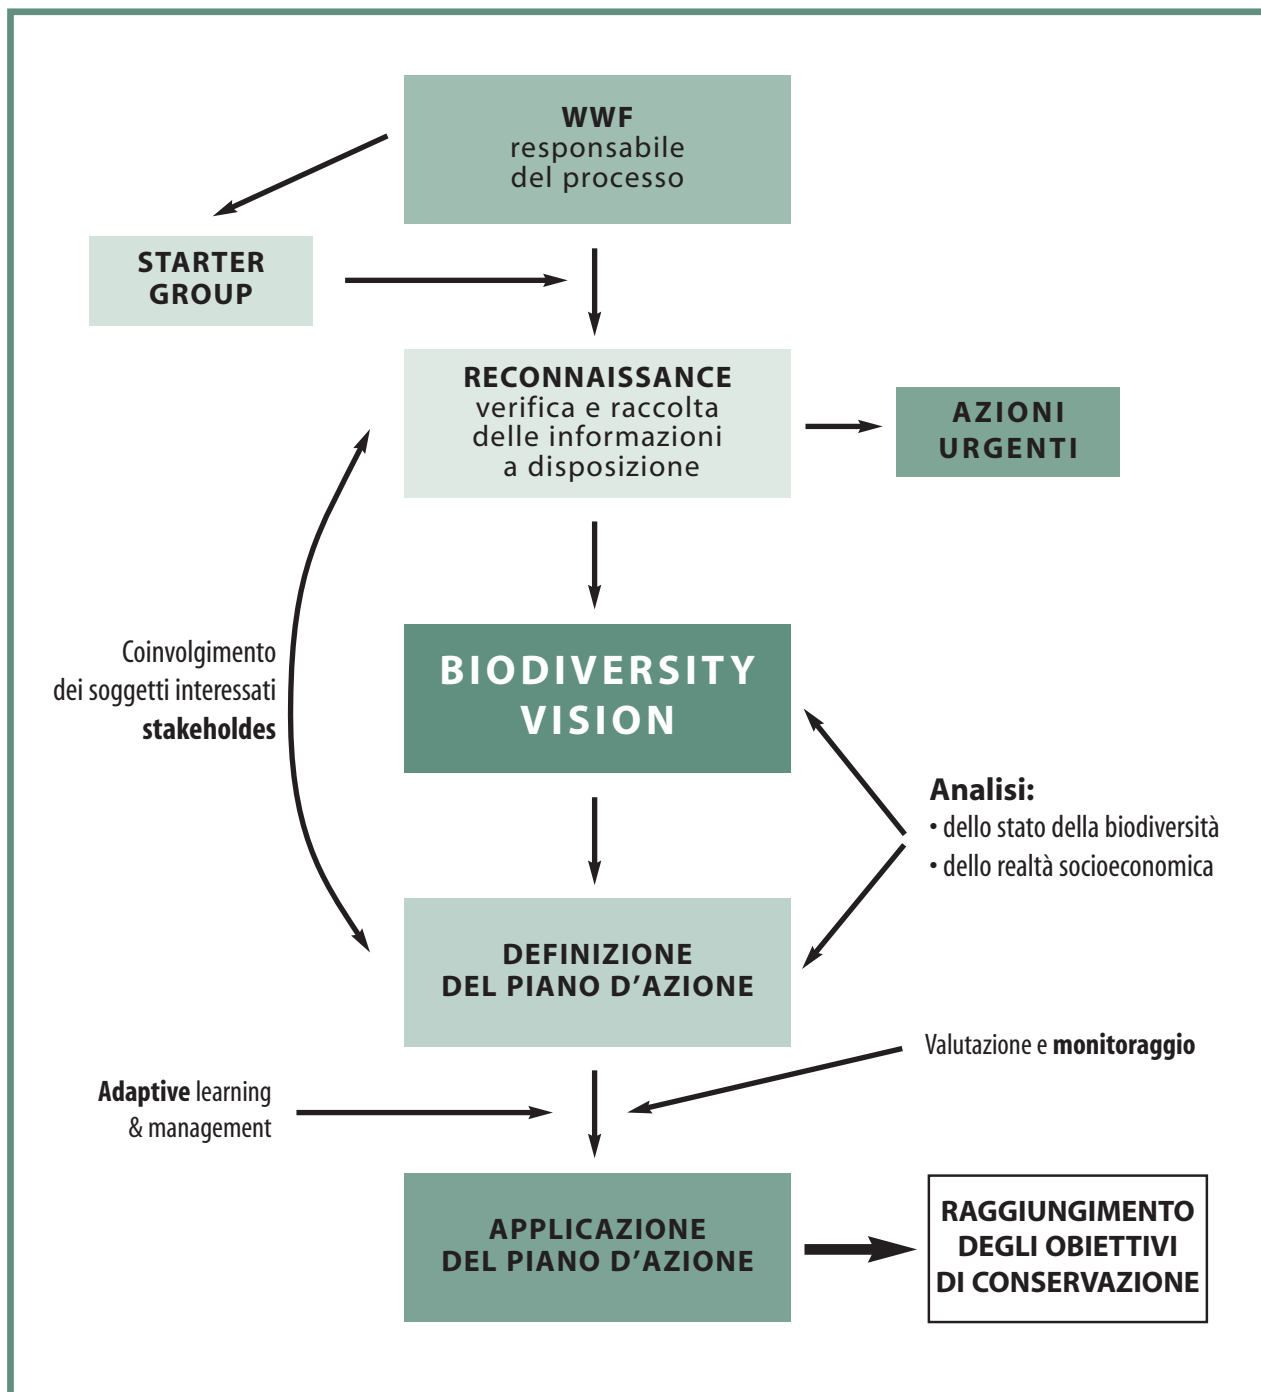 WWF
responsabile
del processo
STARTER
GROUP
RECONNAISSANCE
verifica e raccolta
delle informazioni
a disposizione
AZIONI
URGENTI
Coinvolgimento
dei soggetti interessati
stakeholdes
BIODIVERSITY
VISION
Analisi:
• dello stato della biodiversità
• dello realtà socioeconomica
DEFINIZIONE
DEL PIANO D’AZIONE
Valutazione e monitoraggio
Adaptive learning
& management
APPLICAZIONE
DEL PIANO D’AZIONE
RAGGIUNGIMENTO
DEGLI OBIETTIVI
DI CONSERVAZIONE